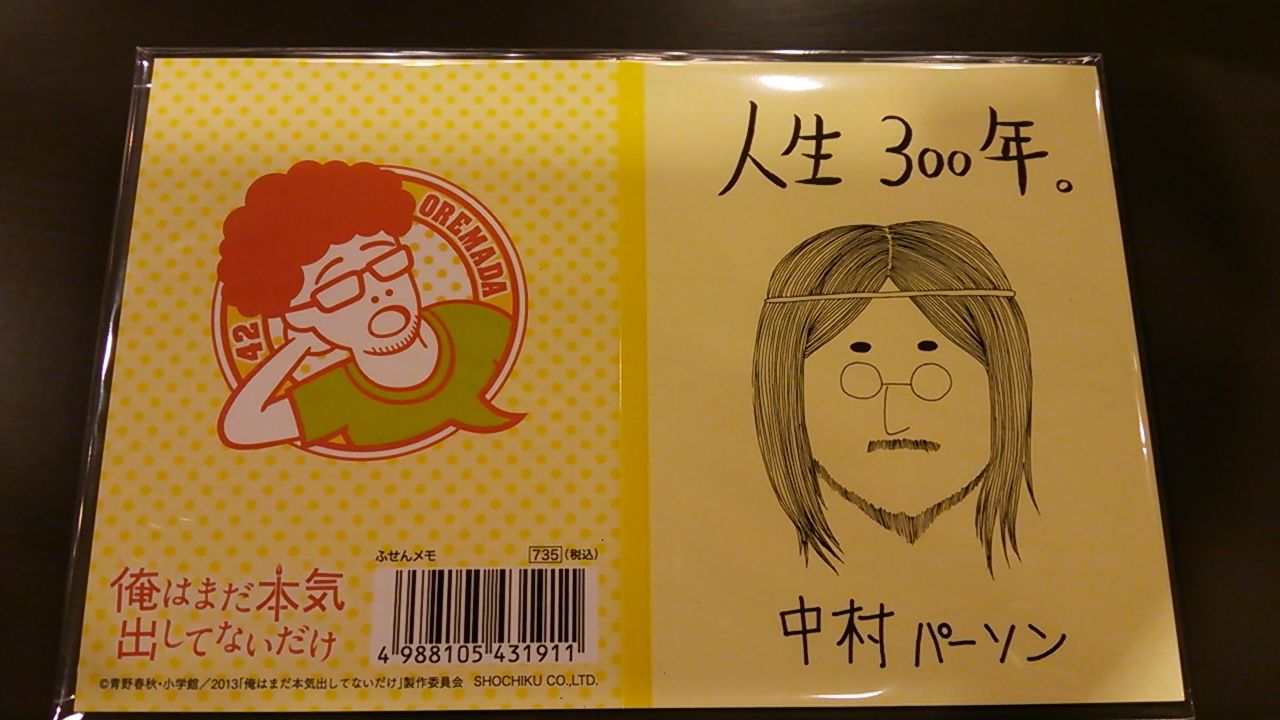 OREMADA
42
ふせんメモ
735(税込)
俺はまだ本気
出してないだけ
4 988105 431911
©青野春秋・小学館／2013「俺はまだ本気出してないだけ」製作委員会 SHOCHIKU CO.,LTD.
人生300年。
中村パーソン